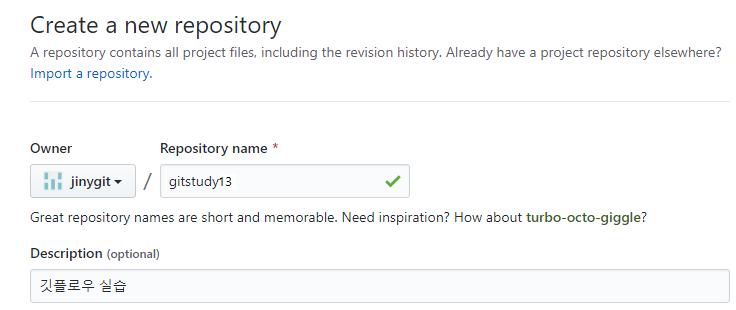 Create a new repository
A repository contains all project files, including the revision history. Already have a project repository elsewhere?
Import a repository.
Owner Repository name *
jinygit / gitstudy13
Great repository names are short and memorable. Need inspiration? How about turbo-octo-giggle?
Description (optional)
깃플로우 실습